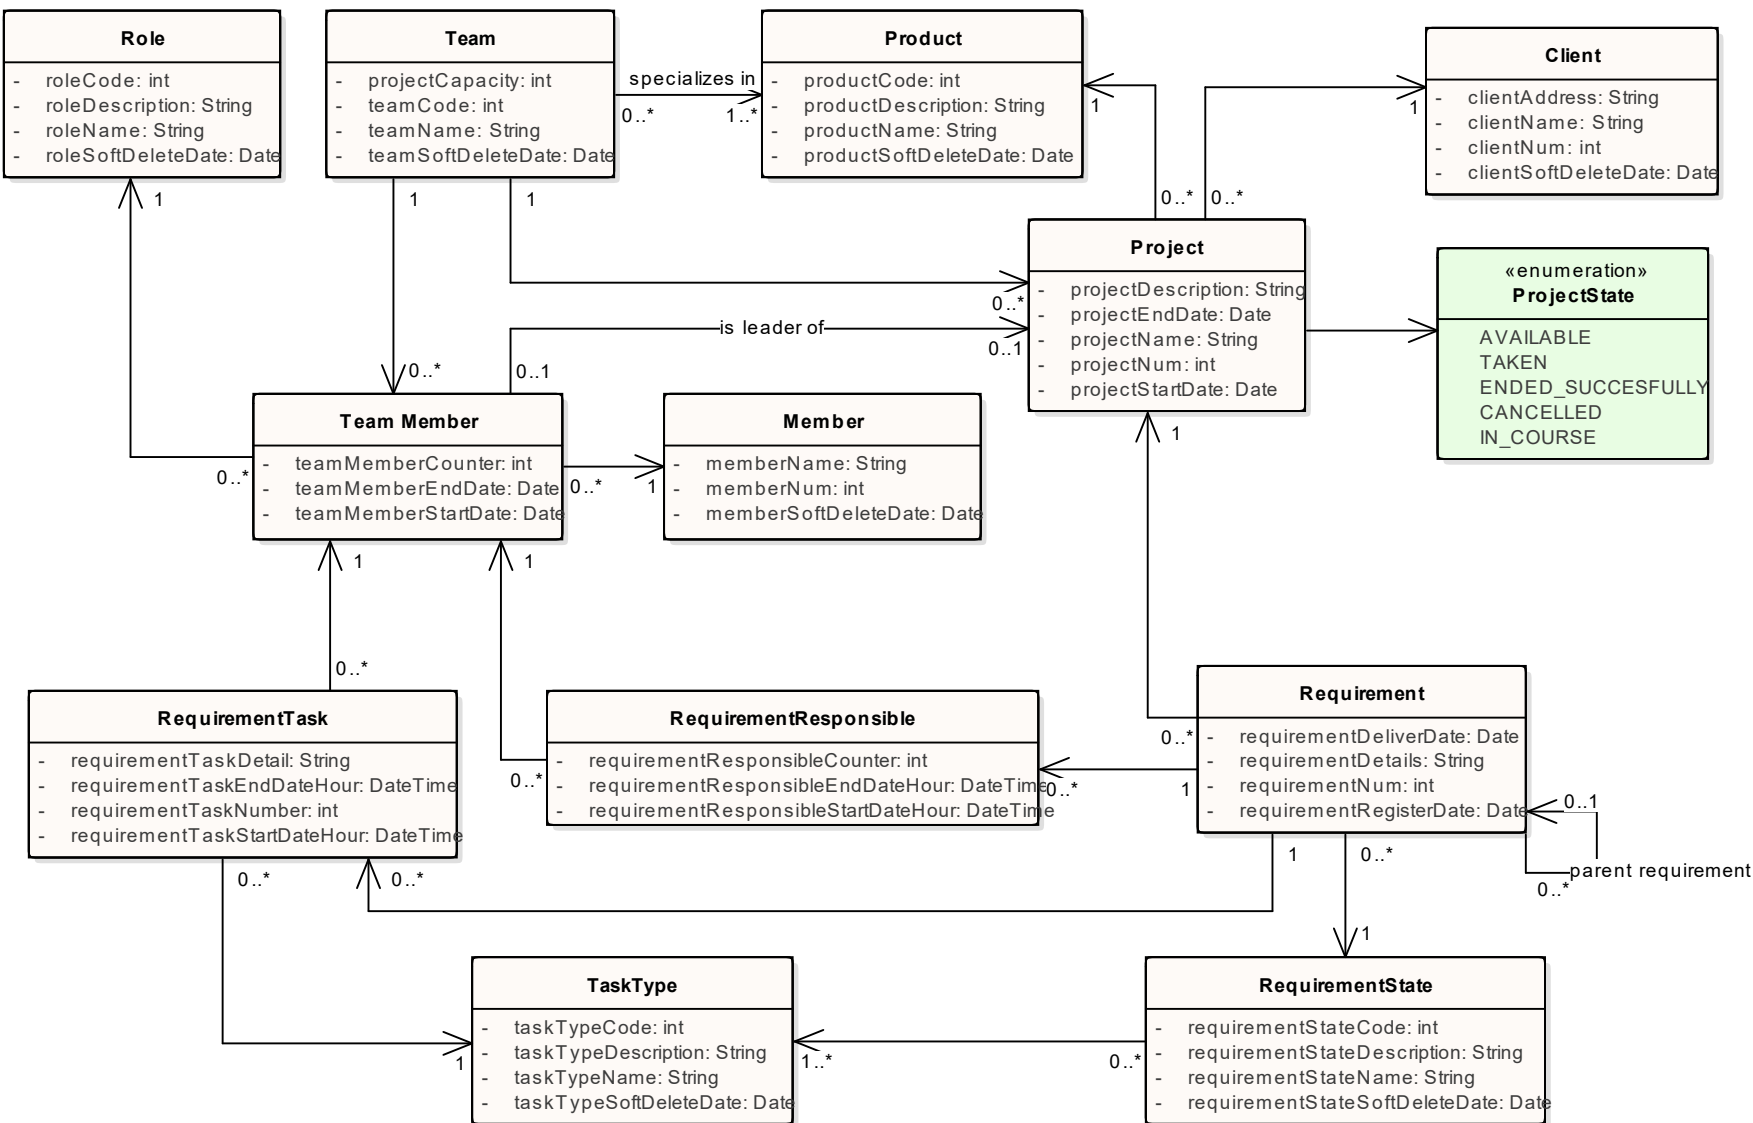 Role
- roleCode: int
- roleDescription: String
- roleName: String
- roleSoftDeleteDate: Date
Team
- projectCapacity: int
- teamCode: int
- teamName: String
- teamSoftDeleteDate: Date
specializes in
0..*
1..*
Product
- productCode: int
- productDescription: String
- productName: String
- productSoftDeleteDate: Date
Client
- clientAddress: String
- clientName: String
- clientNum: int
- clientSoftDeleteDate: Date
1
1
1
1
1
0..*
0..*
Project
- projectDescription: String
- projectEndDate: Date
- projectName: String
- projectNum: int
- projectStartDate: Date
«enumeration»
ProjectState
AVAILABLE
TAKEN
ENDED_SUCCESFULLY
CANCELLED
IN_COURSE
0..*
is leader of
0..1
0..*
0..1
Team Member
- teamMemberCounter: int
- teamMemberEndDate: Date
- teamMemberStartDate: Date
Member
- memberName: String
- memberNum: int
- memberSoftDeleteDate: Date
1
0..*
0..*
1
1
1
0..*
RequirementTask
- requirementTaskDetail: String
- requirementTaskEndDateHour: DateTime
- requirementTaskNumber: int
- requirementTaskStartDateHour: DateTime
RequirementResponsible
- requirementResponsibleCounter: int
- requirementResponsibleEndDateHour: DateTime
- requirementResponsibleStartDateHour: DateTime
Requirement
- requirementDeliverDate: Date
- requirementDetails: String
- requirementNum: int
- requirementRegisterDate: Date
0..*
0..*
0..*
1
0..1
parent requirement
0..*
0..*
0..*
1
0..*
1
TaskType
- taskTypeCode: int
- taskTypeDescription: String
- taskTypeName: String
- taskTypeSoftDeleteDate: Date
RequirementState
- requirementStateCode: int
- requirementStateDescription: String
- requirementStateName: String
- requirementStateSoftDeleteDate: Date
1
1..*
0..*